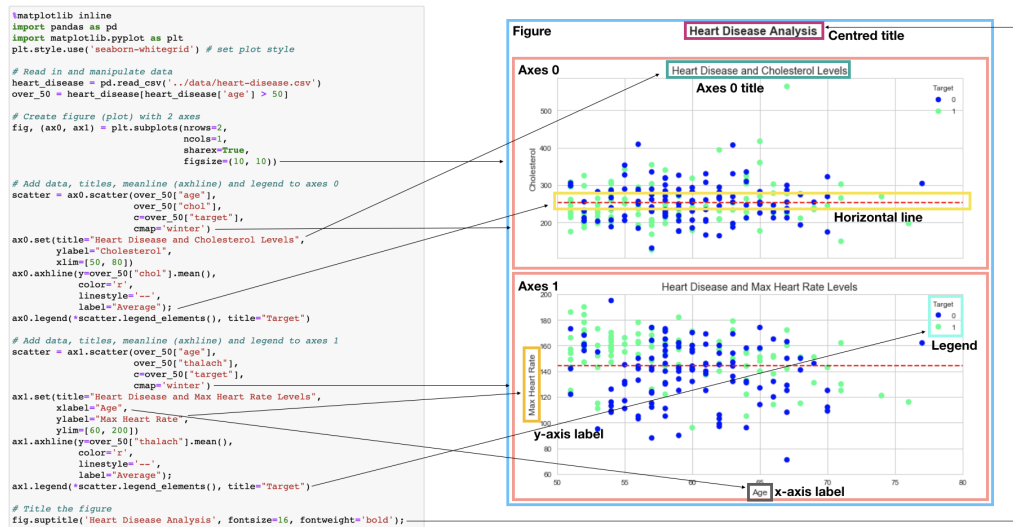 %matplotlib inline
import pandas as pd
import matplotlib.pyplot as plt
plt.style.use('seaborn-whitegrid') # set plot style
# Read in and manipulate data
heart_disease = pd.read_csv('../data/heart-disease.csv')
over_50 = heart_disease[heart_disease['age'] > 50]
# Create figure (plot) with 2 axes
fig, (ax0, ax1) = plt.subplots(nrows=2,
ncols=1,
sharex=True,
figsize=(10, 10))
# Add data, titles, meanline (axhline) and legend to axes 0
scatter = ax0.scatter(over_50["age"],
over_50["chol"],
c=over_50["target"],
cmap='winter')
ax0.set(title="Heart Disease and Cholesterol Levels",
ylabel="Cholesterol",
xlim=[50, 80])
ax0.axhline(y=over_50["chol"].mean(),
color='r',
linestyle='--',
label="Average");
ax0.legend(*scatter.legend_elements(), title="Target")
# Add data, titles, meanline (axhline) and legend to axes 1
scatter = ax1.scatter(over_50["age"],
over_50["thalach"],
c=over_50["target"],
cmap='winter')
ax1.set(title="Heart Disease and Max Heart Rate Levels",
xlabel="Age",
ylabel="Max Heart Rate",
ylim=[60, 200])
ax1.axhline(y=over_50["thalach"].mean(),
color='r',
linestyle='--',
label="Average");
ax1.legend(*scatter.legend_elements(), title="Target")
# Title the figure
fig.suptitle('Heart Disease Analysis', fontsize=16, fontweight='bold');
Figure
Heart Disease Analysis
Centred title
Axes 0
Heart Disease and Cholesterol Levels
Axes 0 title
Target
0
1
500
400
300
200
Cholesterol
Horizontal line
Axes 1
Heart Disease and Max Heart Rate Levels
Target
0
1
Legend
200
180
160
140
120
100
80
60
Max Heart Rate
y-axis label
50
55
60
65
70
75
80
Age
x-axis label